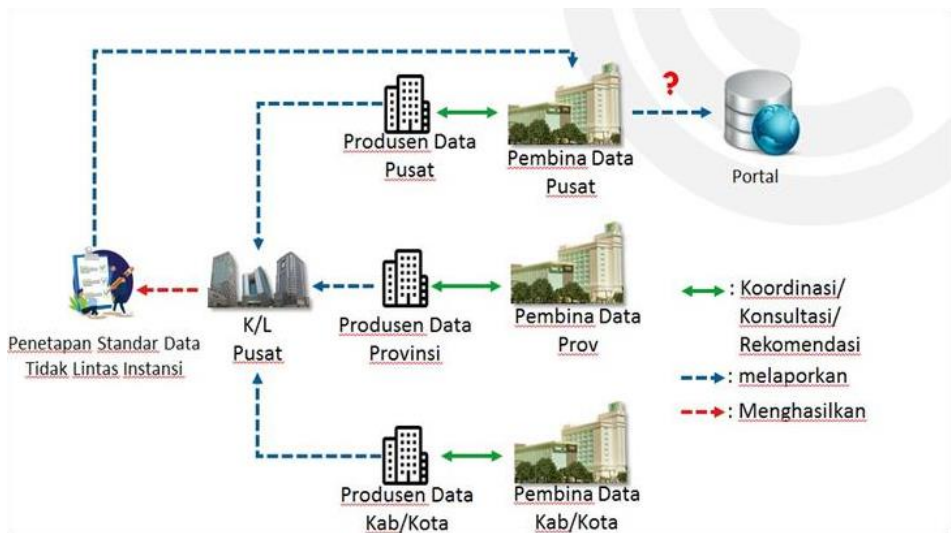 ?
Produsen Data
Pusat
Pembina Data
Pusat
Portal
Penetapan Standar Data
Tidak Lintas Instansi
K/L
Pusat
Produsen Data
Provinsi
Pembina Data
Prov
: Koordinasi/
Konsultasi/
Rekomendasi
: melaporkan
: Menghasilkan
Produsen Data
Kab/Kota
Pembina Data
Kab/Kota